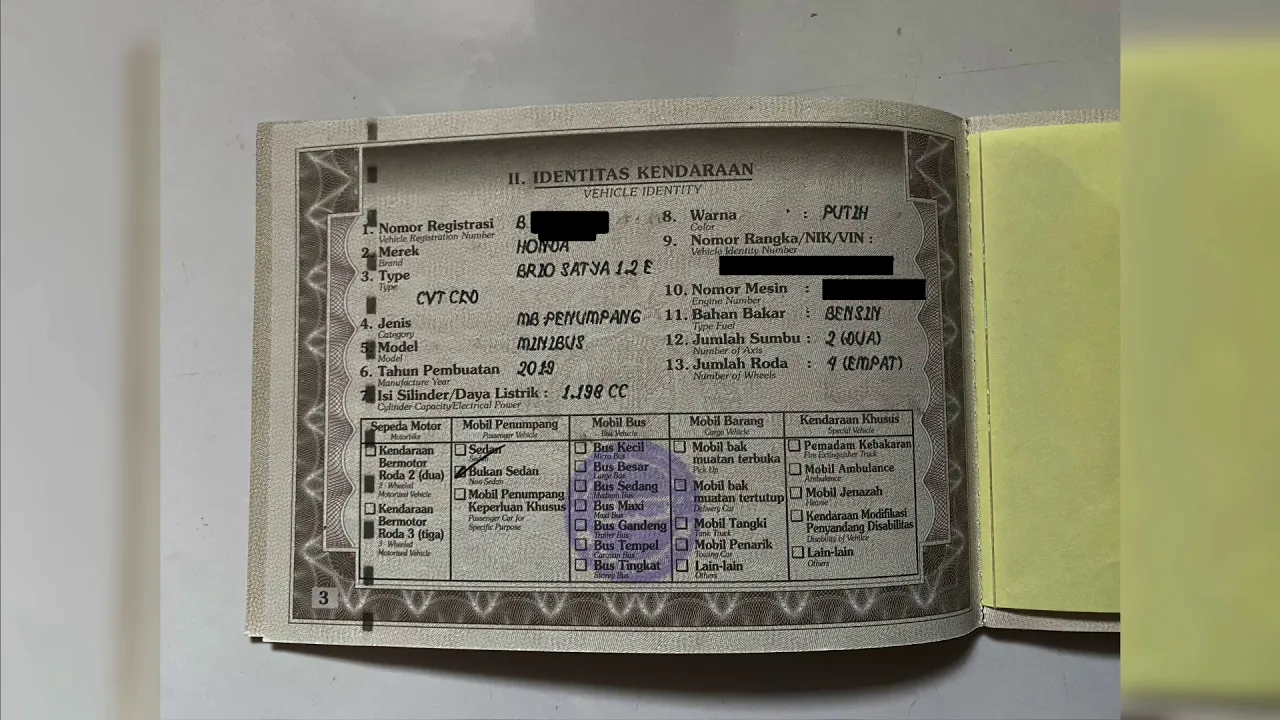 II. IDENTITAS KENDARAAN
VEHICLE IDENTITY
1. Nomor Registrasi B
Vehicle Registration Number
2. Merek HONDA
Brand
3. Type BRIO SATYA 1.2 E
Type
CVT CKD
4. Jenis MB PENUMPANG
Category
5. Model MINIBUS
Model
6. Tahun Pembuatan 2019
Manufacture Year
7. Isi Silinder/Daya Listrik : 1.198 CC
Cylinder Capacity/Electrical Power
8. Warna : PUTIH
Color
9. Nomor Rangka/NIK/VIN :
Vehicle Identity Number
10. Nomor Mesin :
Engine Number
11. Bahan Bakar : BENSIN
Type Fuel
12. Jumlah Sumbu : 2 (DUA)
Number of Axis
13. Jumlah Roda : 4 (EMPAT)
Number of Wheels
Sepeda Motor
Motorbike
Kendaraan
Bermotor
Roda 2 (dua)
2 - Wheeled
Motorized Vehicle
Kendaraan
Bermotor
Roda 3 (tiga)
3 - Wheeled
Motorized Vehicle
Mobil Penumpang
Passenger Vehicle
Sedan
Sedan
Bukan Sedan
Non Sedan
Mobil Penumpang
Keperluan Khusus
Passenger Car for
Specific Purpose
Mobil Bus
Bus Vehicle
Bus Kecil
Micro Bus
Bus Besar
Large Bus
Bus Sedang
Medium Bus
Bus Maxi
Maxi Bus
Bus Gandeng
Trailer Bus
Bus Tempel
Caravan Bus
Bus Tingkat
Storey Bus
Mobil Barang
Cargo Vehicle
Mobil bak
muatan terbuka
Pick Up
Mobil bak
muatan tertutup
Delivery Car
Mobil Tangki
Tank Truck
Mobil Penarik
Towing Car
Lain-lain
Others
Kendaraan Khusus
Special Vehicle
Pemadam Kebakaran
Fire Extinguisher Truck
Mobil Ambulance
Ambulance
Mobil Jenazah
Hearse
Kendaraan Modifikasi
Penyandang Disabilitas
Disability of Vehilce
Lain-lain
Others
3